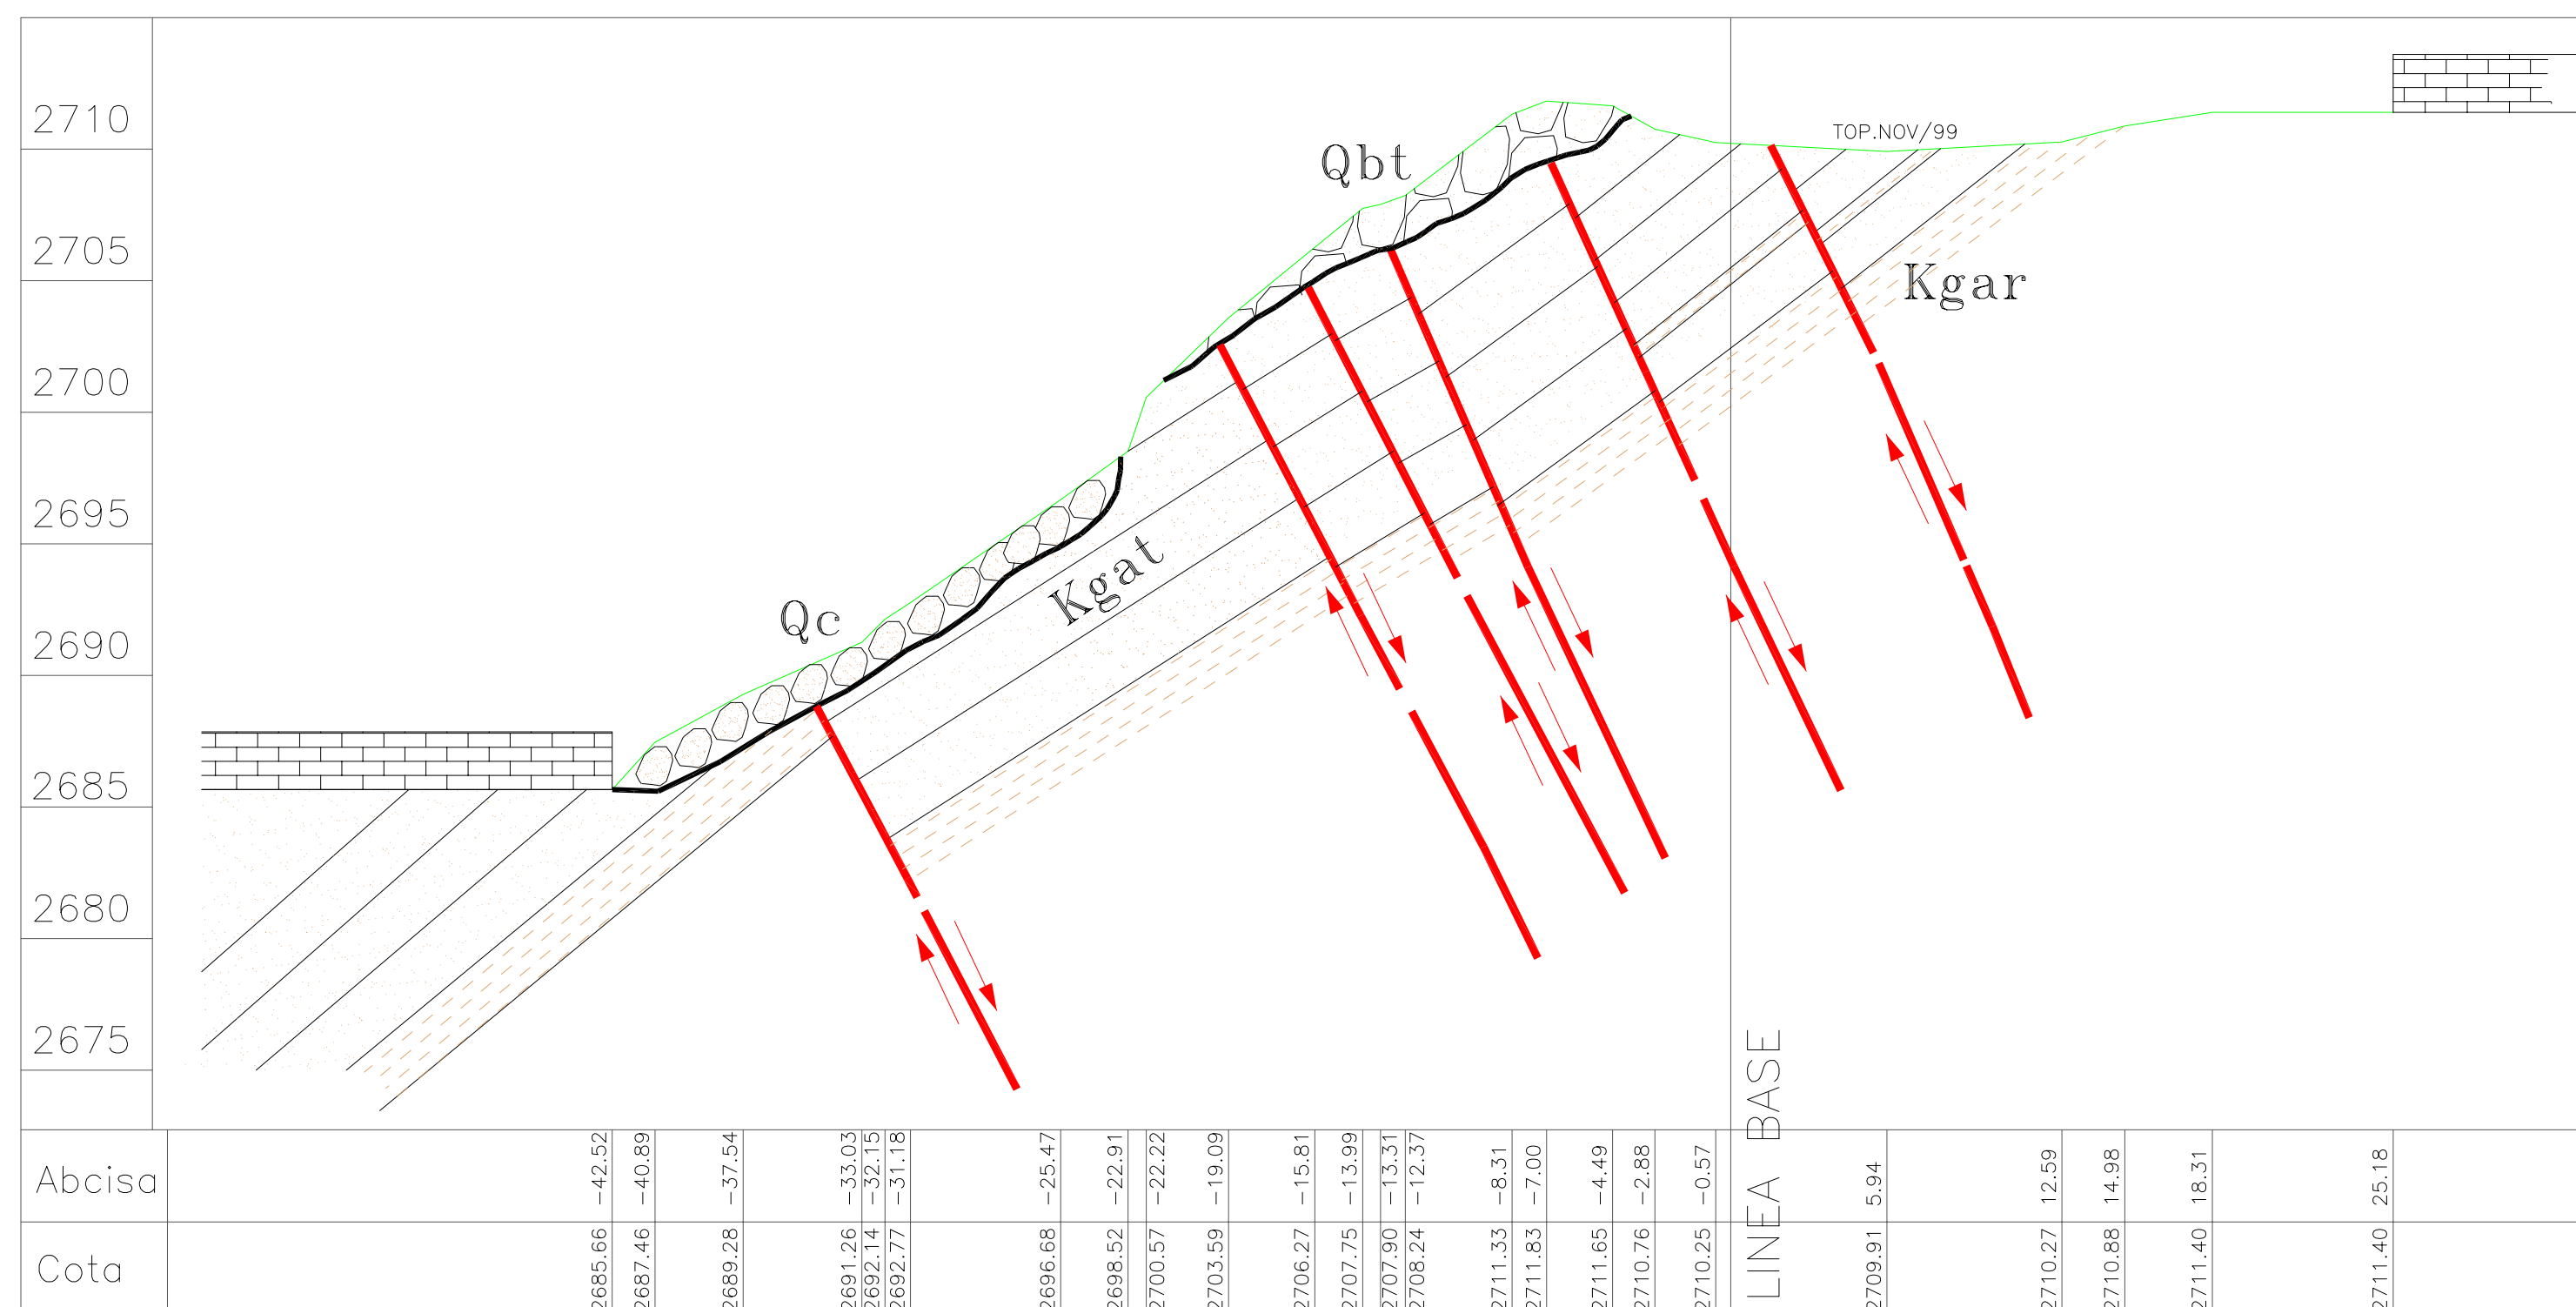 2710
2705
2700
2695
2690
2685
2680
2675
Qbt
TOP.NOV/99
Kgar
Kgat
Qc
LINEA BASE
Abcisa -42.52 -40.89 -37.54 -33.03 -32.15 -31.18 -25.47 -22.91 -22.22 -19.09 -15.81 -13.99 -13.31 -12.37 -8.31 -7.00 -4.49 -2.88 -0.57 5.94 12.59 14.98 18.31 25.18
Cota 2685.66 2687.46 2689.28 2691.26 2692.14 2692.77 2696.68 2698.52 2700.57 2703.59 2706.27 2707.75 2707.90 2708.24 2711.33 2711.83 2711.65 2710.76 2710.25 2709.91 2710.27 2710.88 2711.40 2711.40